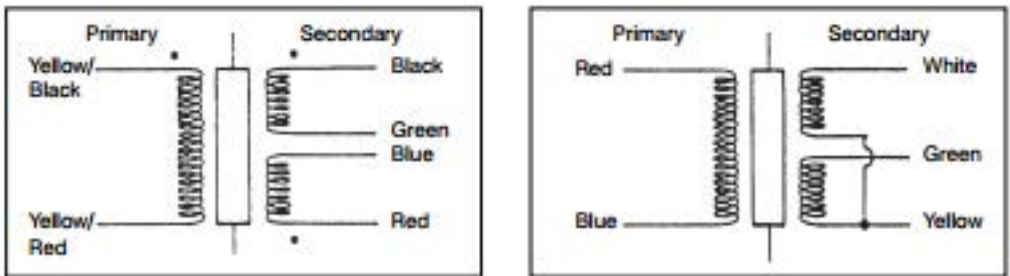 Primary Secondary
Yellow/
Black
Black
Green
Blue
Yellow/
Red
Red
Primary Secondary
Red White
Green
Blue Yellow